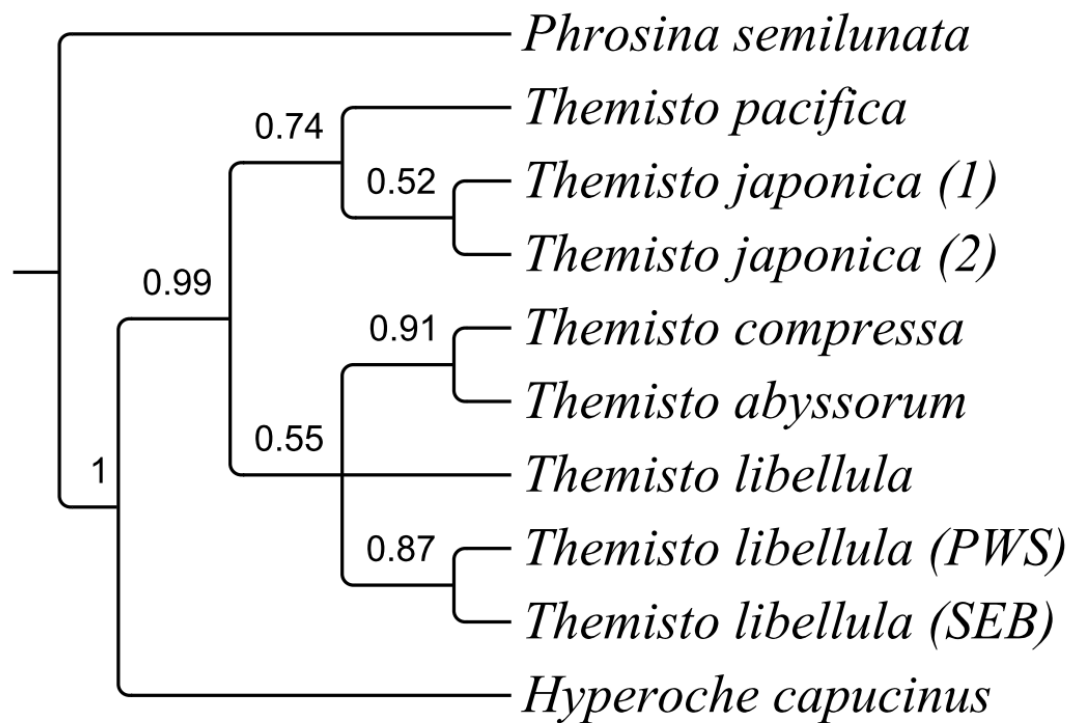 Phrosina semilunata
Themisto pacifica
0.74
Themisto japonica (1)
0.52
Themisto japonica (2)
0.99
Themisto compressa
0.91
Themisto abyssorum
0.55
Themisto libellula
1
Themisto libellula (PWS)
0.87
Themisto libellula (SEB)
Hyperoche capucinus